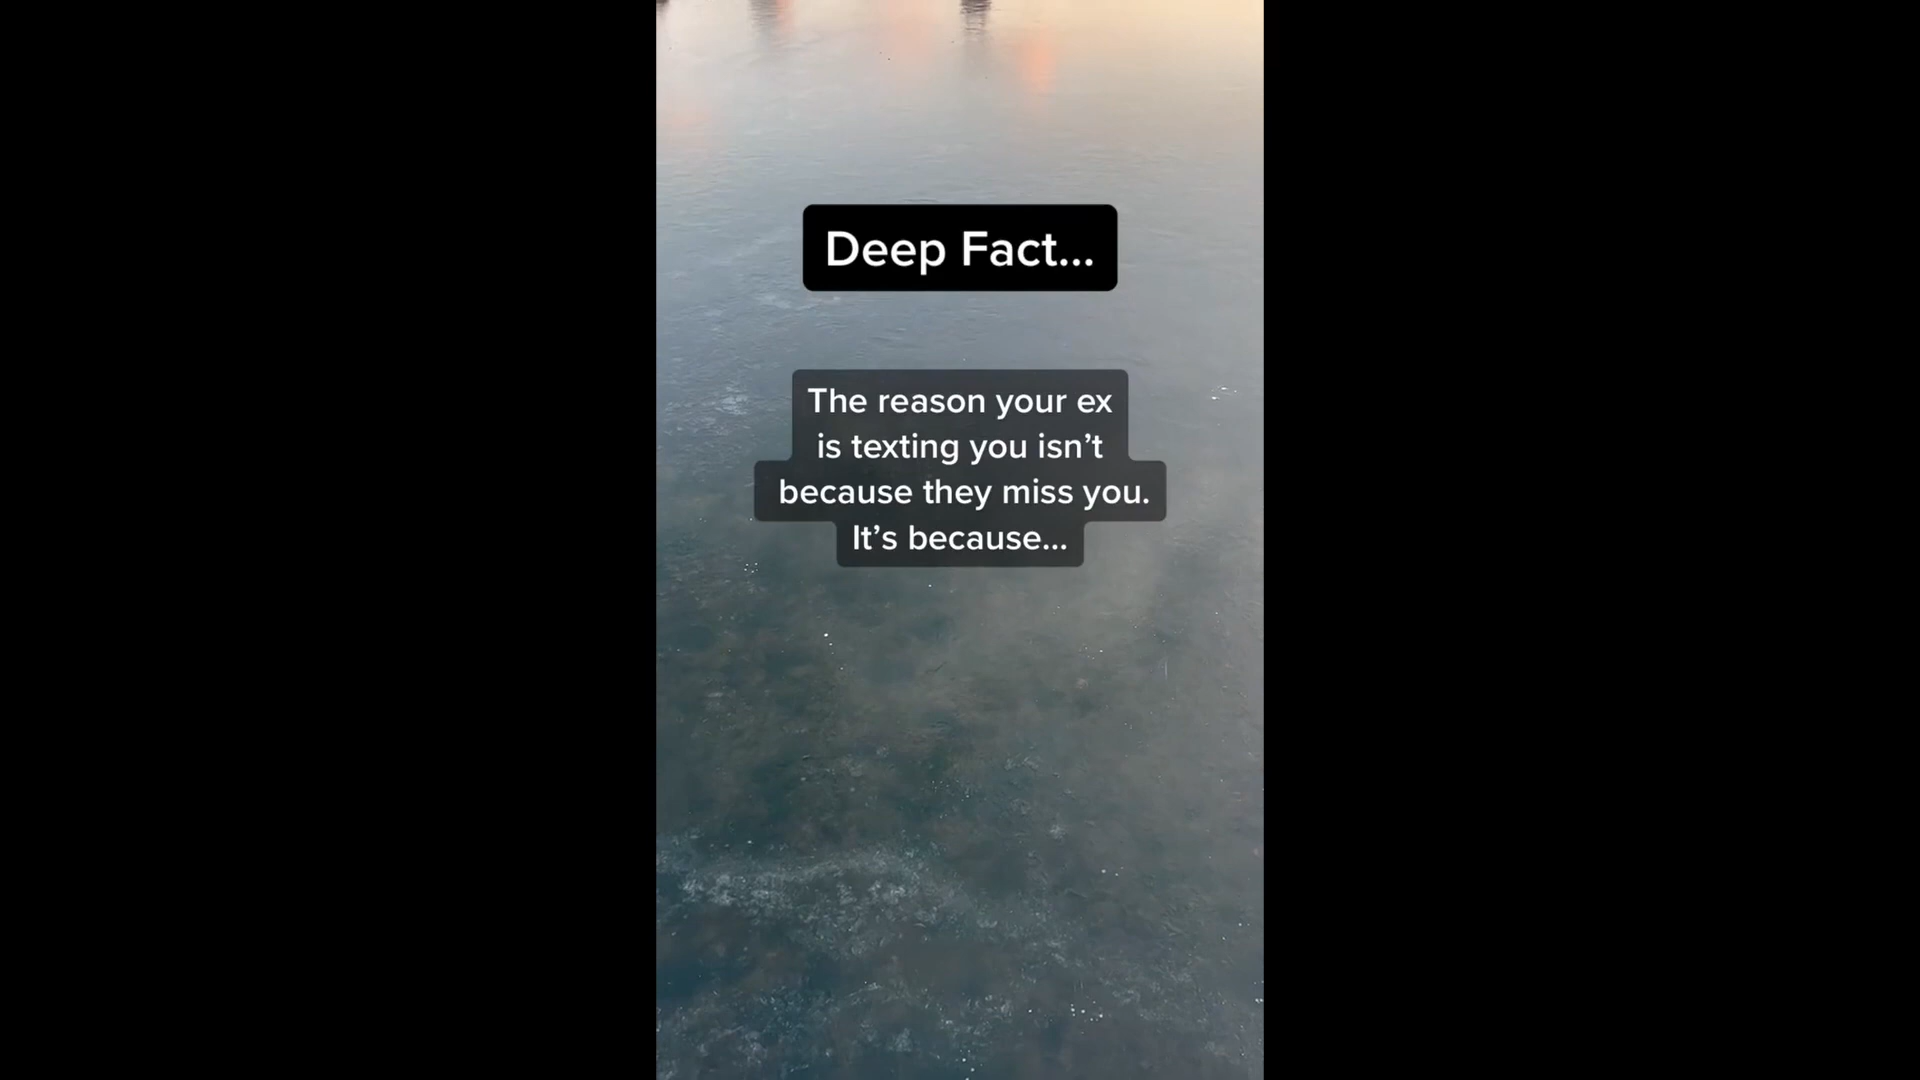 Deep Fact...
The reason your ex
is texting you isn’t
because they miss you.
It’s because...